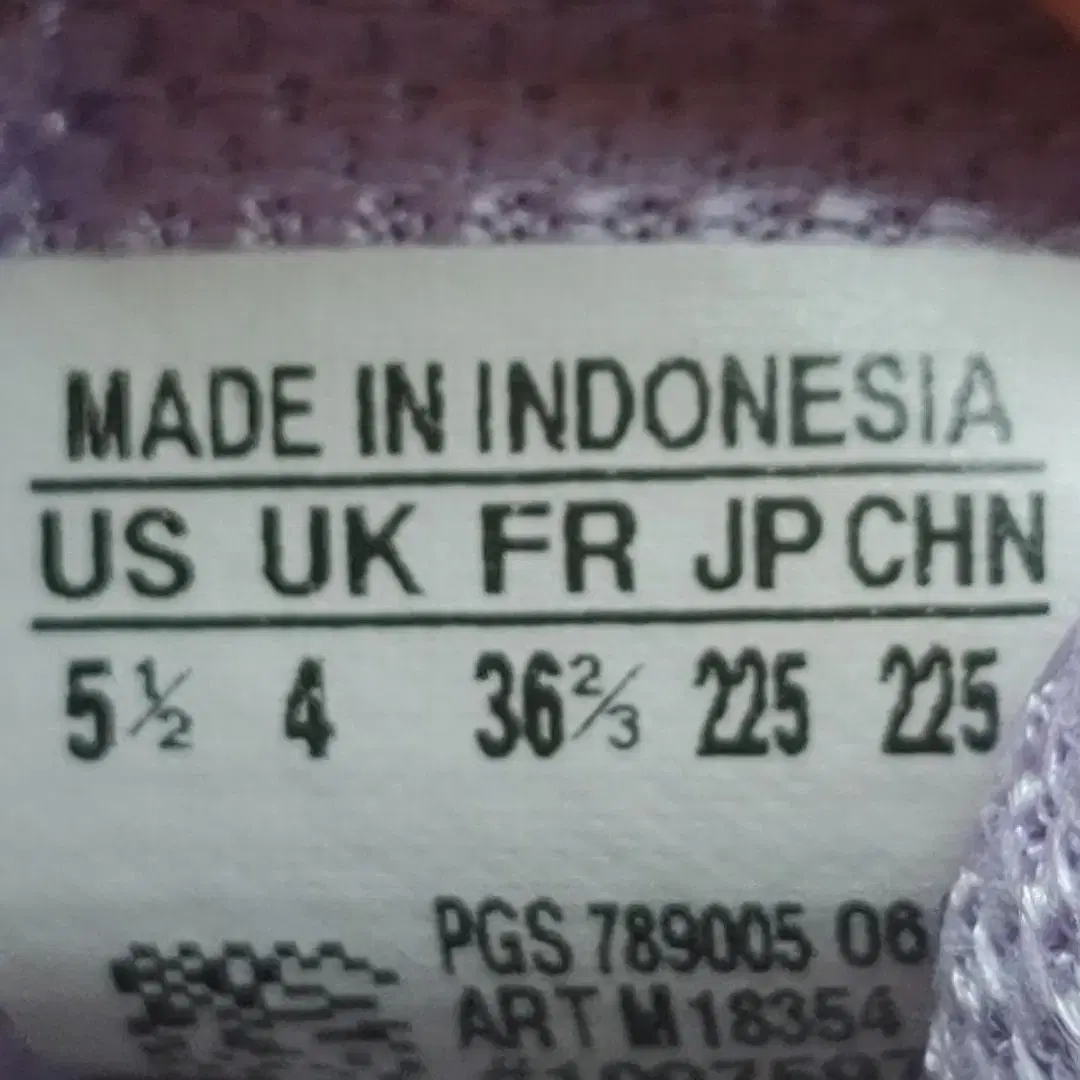 MADE IN INDONESIA
US UK FR JP CHN
5½ 4 36⅔ 225 225
PGS 789005 06
ART M18354